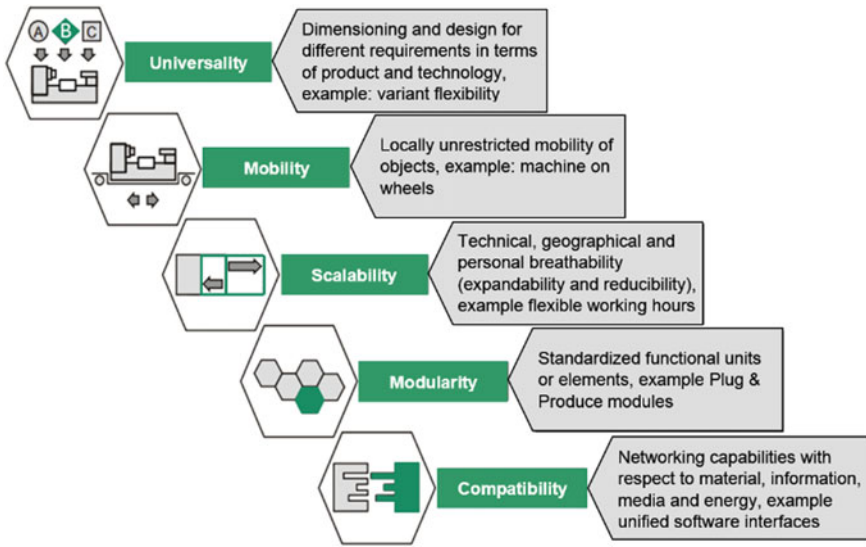 A B C
Universality
Dimensioning and design for
different requirements in terms
of product and technology,
example: variant flexibility
Mobility
Locally unrestricted mobility of
objects, example: machine on
wheels
Scalability
Technical, geographical and
personal breathability
(expandability and reducibility),
example flexible working hours
Modularity
Standardized functional units
or elements, example Plug &
Produce modules
Compatibility
Networking capabilities with
respect to material, information,
media and energy, example
unified software interfaces